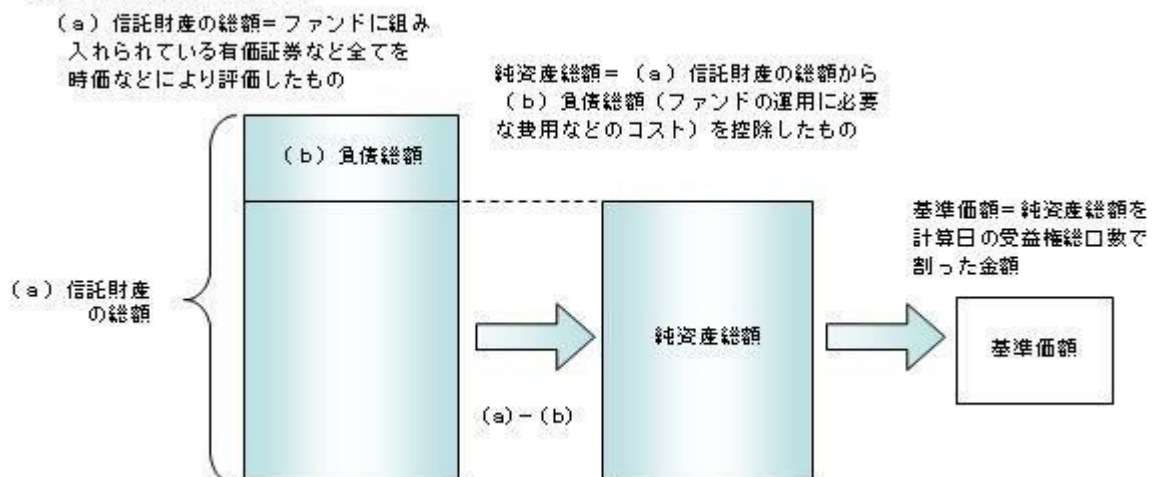 (a)信託財産の総額=ファンドに組み
入れられている有価証券など全てを
時価などにより評価したもの
純資産総額=(a)信託財産の総額から
(b)負債総額(ファンドの運用に必要
な費用などのコスト)を控除したもの
(b)負債総額
基準価額=純資産総額を
計算日の受益権総口数で
割った金額
(a)信託財産
の総額
純資産総額
基準価額
(a)-(b)